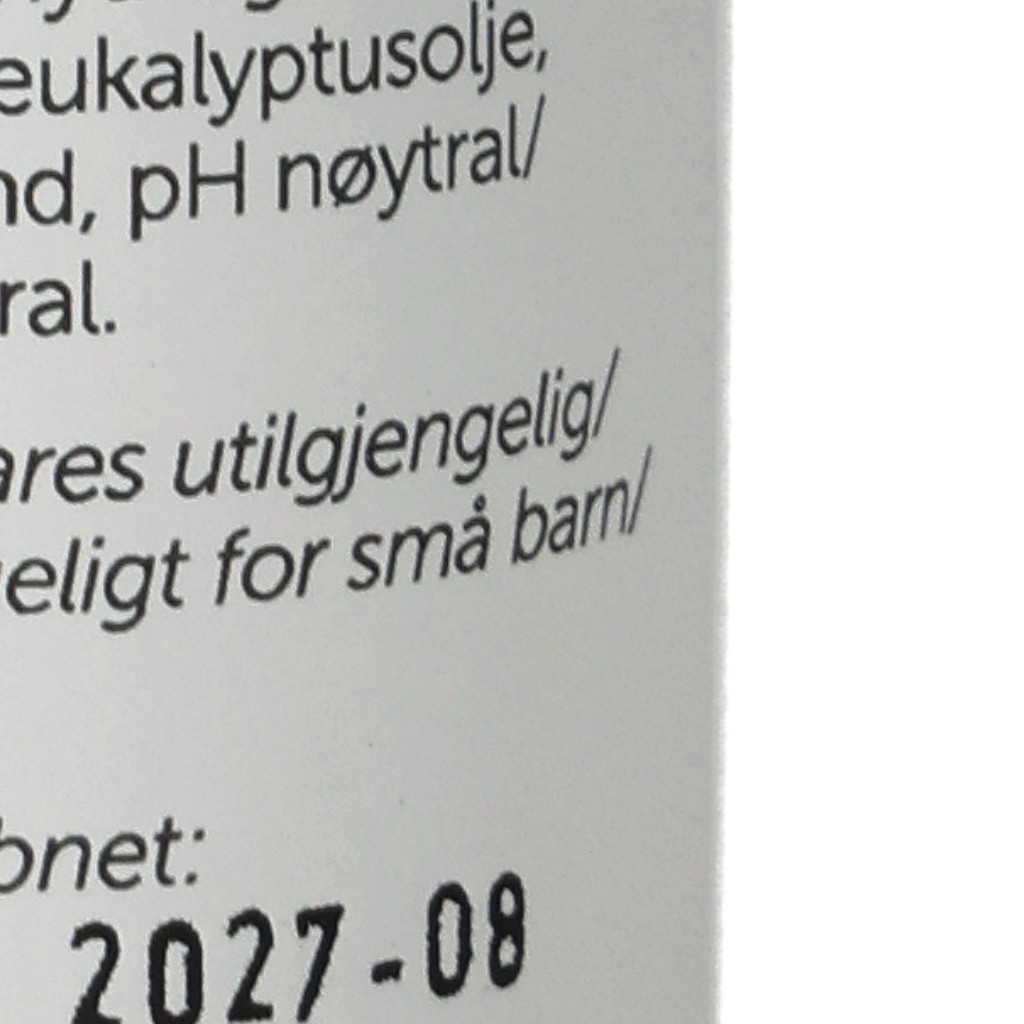 eukalyptusolje,
nd, pH nøytral/
ral.
ares utilgjengelig/
eligt for små barn/
bnet:
2027-08